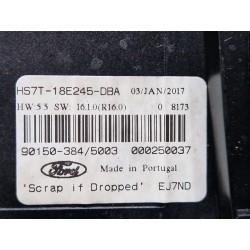 HS7T-18E245-DBA 03/JAN/2017
HW:5.5 SW: 16.1.0(R16.0) 0 8173
90150-384/5003 000250037
Ford Made in Portugal
'Scrap if Dropped' EJ7ND